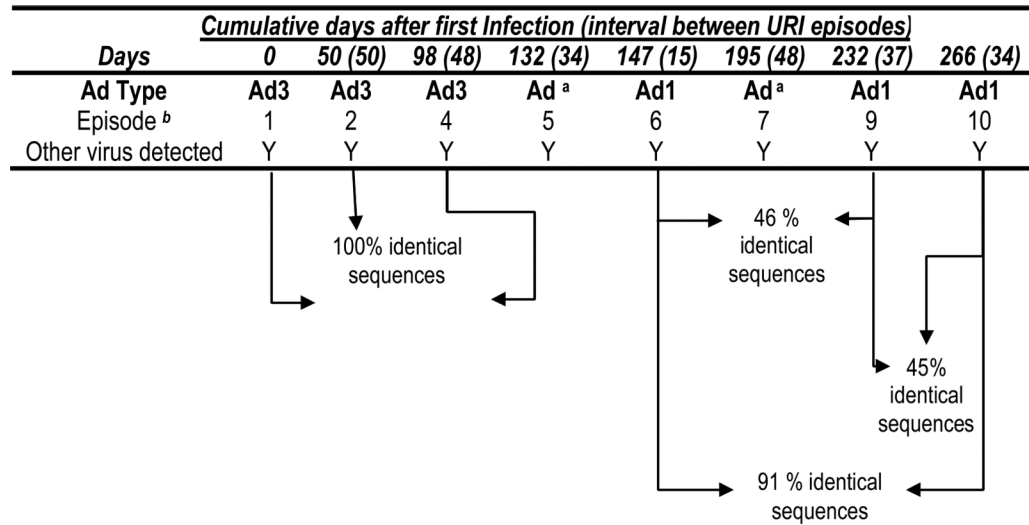 Cumulative days after first Infection (interval between URI episodes)
Days 0 50 (50) 98 (48) 132 (34) 147 (15) 195 (48) 232 (37) 266 (34)
Ad Type Ad3 Ad3 Ad3 Ad a Ad1 Ad a Ad1 Ad1
Episode b 1 2 4 5 6 7 9 10
Other virus detected Y Y Y Y Y Y Y Y
100% identical
sequences
46 %
identical
sequences
45%
identical
sequences
91 % identical
sequences